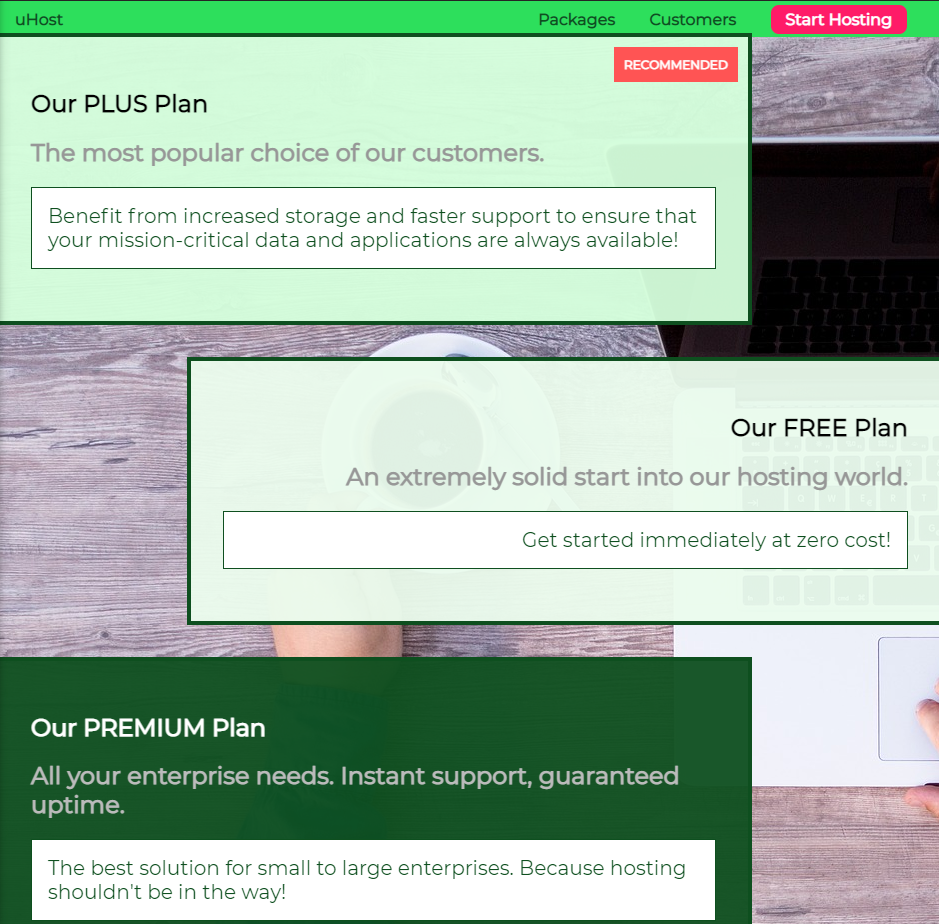 uHost Packages Customers Start Hosting
RECOMMENDED
Our PLUS Plan
The most popular choice of our customers.
Benefit from increased storage and faster support to ensure that
your mission-critical data and applications are always available!
Our FREE Plan
An extremely solid start into our hosting world.
Get started immediately at zero cost!
Our PREMIUM Plan
All your enterprise needs. Instant support, guaranteed
uptime.
The best solution for small to large enterprises. Because hosting
shouldn't be in the way!